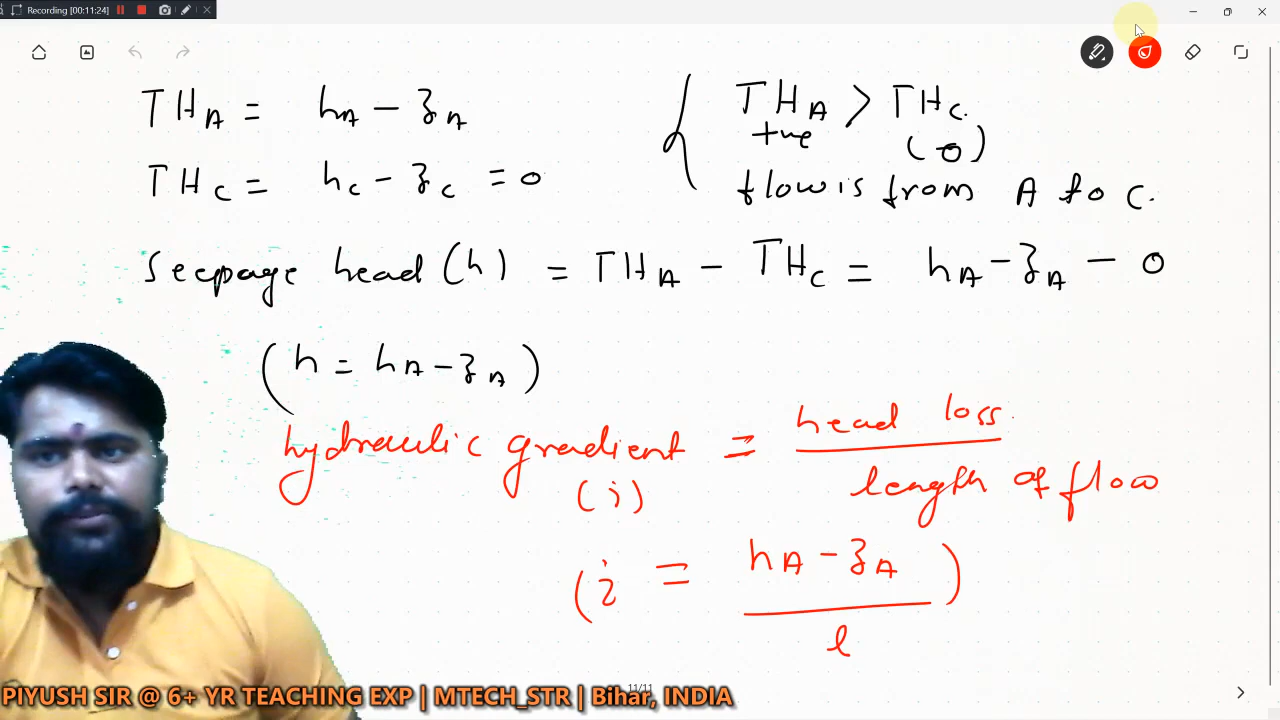 Recording [00:11:24]
TH_A = h_A − z_A
TH_C = h_C − z_C = 0
TH_A > TH_C.
+ve (0)
flow is from A to C.
Seepage head (h) = TH_A − TH_C = h_A − z_A − 0
(h = h_A − z_A)
hydraulic gradient = head loss / length of flow
(i)
(i = h_A − z_A / l)
11/11
PIYUSH SIR @ 6+ YR TEACHING EXP | MTECH_STR | Bihar, INDIA